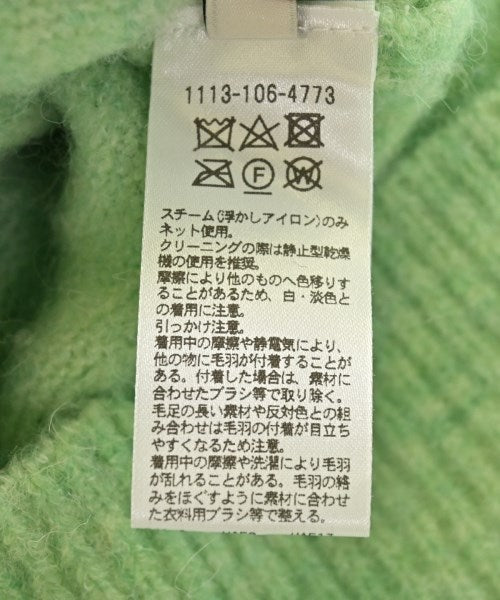 1113-106-4773
F W
スチーム(浮かしアイロン)のみ
ネット使用。
クリーニングの際は静止型乾燥
機の使用を推奨。
摩擦により他のものへ色移りす
ることがあるため、白・淡色と
の着用に注意。
引っかけ注意。
着用中の摩擦や静電気により、
他の物に毛羽が付着することが
ある。付着した場合は、素材に
合わせたブラシ等で取り除く。
毛足の長い素材や反対色との組
み合わせは毛羽の付着が目立ち
やすくなるため注意。
着用中の摩擦や洗濯により毛羽
が乱れることがある。毛羽の絡
みをほぐすように素材に合わせ
た衣料用ブラシ等で整える。